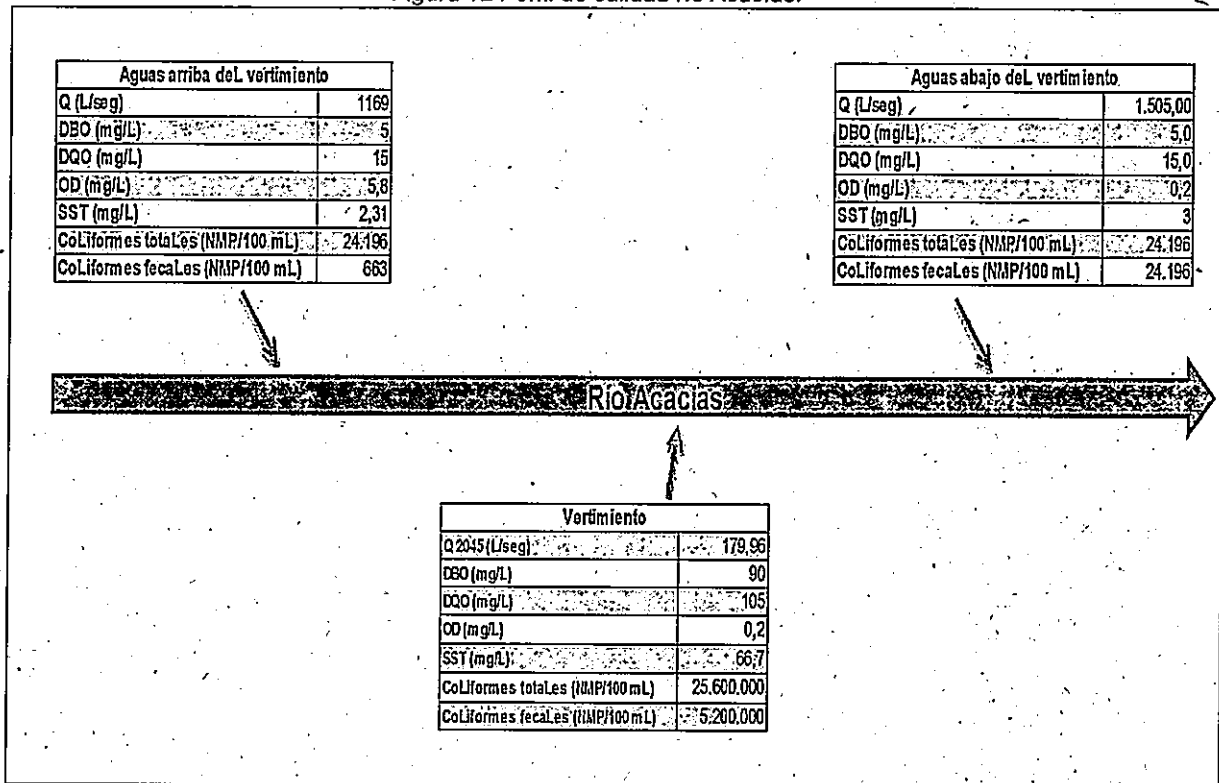 Aguas arriba deL vertimiento
Q (L/seg) 1169
DBO (mg/L) 5
DQO (mg/L) 15
OD (mg/L) 5,8
SST (mg/L) 2,31
CoLiformes totaLes (NMP/100 mL) 24.196
CoLiformes fecaLes (NMP/100 mL) 663
Aguas abajo deL vertimiento
Q (L/seg) 1.505,00
DBO (mg/L) 5,0
DQO (mg/L) 15,0
OD (mg/L) 0,2
SST (mg/L) 3
CoLiformes totaLes (NMP/100 mL) 24.196
CoLiformes fecaLes (NMP/100 mL) 24.196
Río Acacias
Vertimiento
Q 2045 (L/seg) 179,96
DBO (mg/L) 90
DQO (mg/L) 105
OD (mg/L) 0,2
SST (mg/L) 66,7
CoLiformes totaLes (NMP/100 mL) 25.600.000
CoLiformes fecaLes (NMP/100 mL) 5.200.000